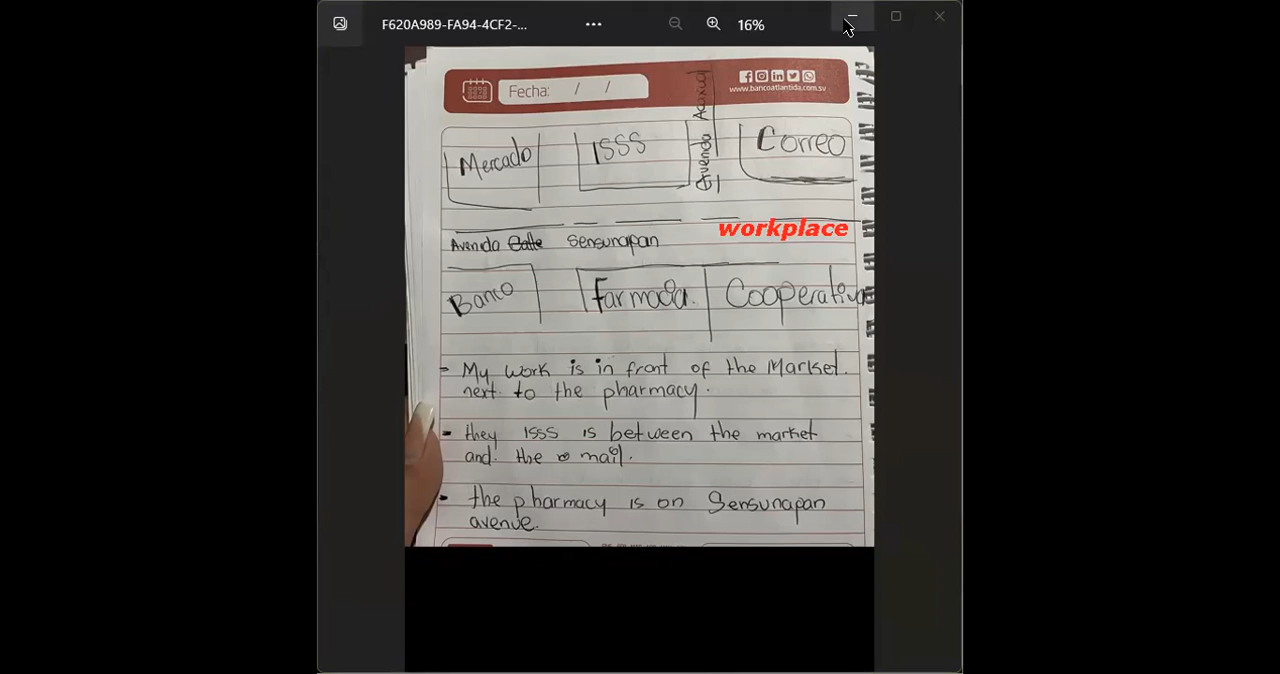 F620A989-FA94-4CF2-...
16%
Fecha: / /
www.bancoatlantida.com.sv
Mercado
ISSS
Avenida
Correo
workplace
Avenida Calle Sensunapan
Banco
Farmacia
Cooperativa
- My work is in front of the Market.
next to the pharmacy.
- they ISSS is between the market
and the mail.
- the pharmacy is on Sensunapan
avenue.